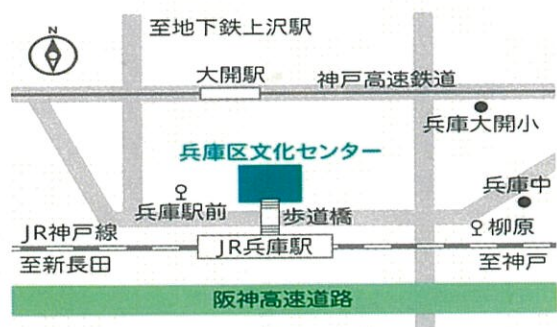 N
至地下鉄上沢駅
大開駅
神戸高速鉄道
兵庫大開小
兵庫区文化センター
兵庫中
兵庫駅前
歩道橋
柳原
JR神戸線
JR兵庫駅
至新長田
至神戸
阪神高速道路